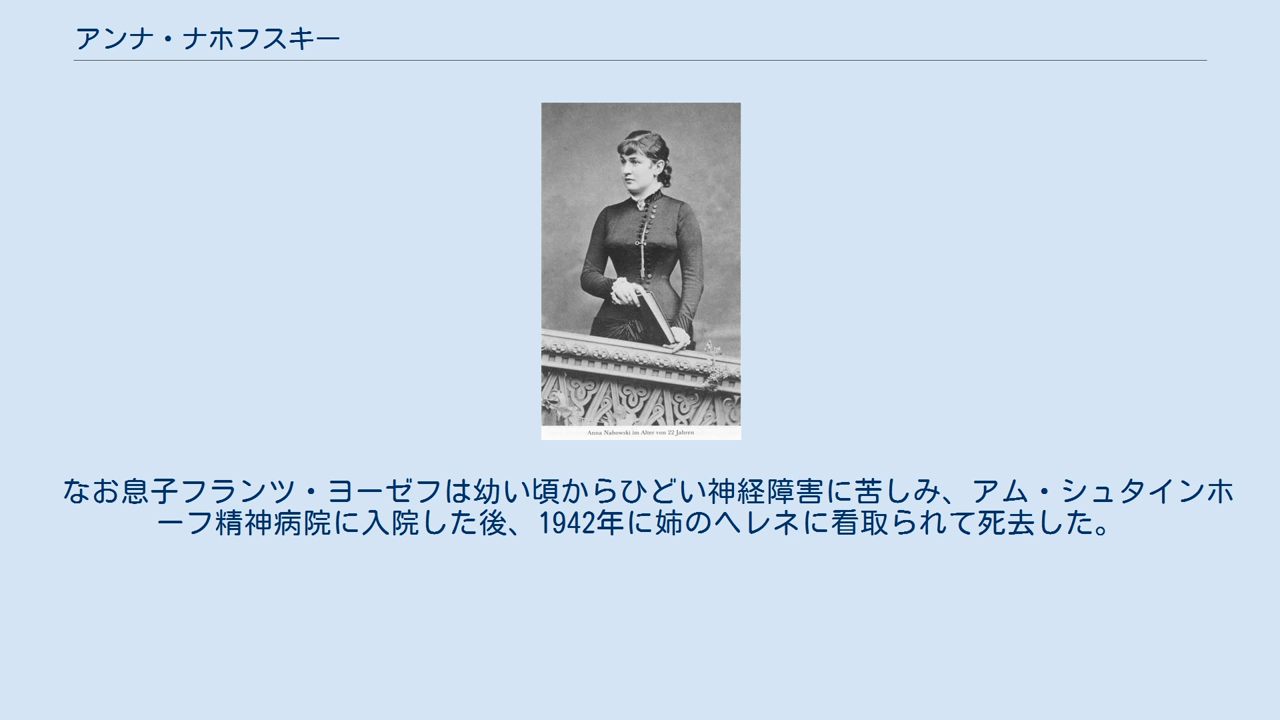 アンナ・ナホフスキー
Anna Nahowski im Alter von 22 Jahren
なお息子フランツ・ヨーゼフは幼い頃からひどい神経障害に苦しみ、アム・シュタインホ
ーフ精神病院に入院した後、1942年に姉のヘレネに看取られて死去した。